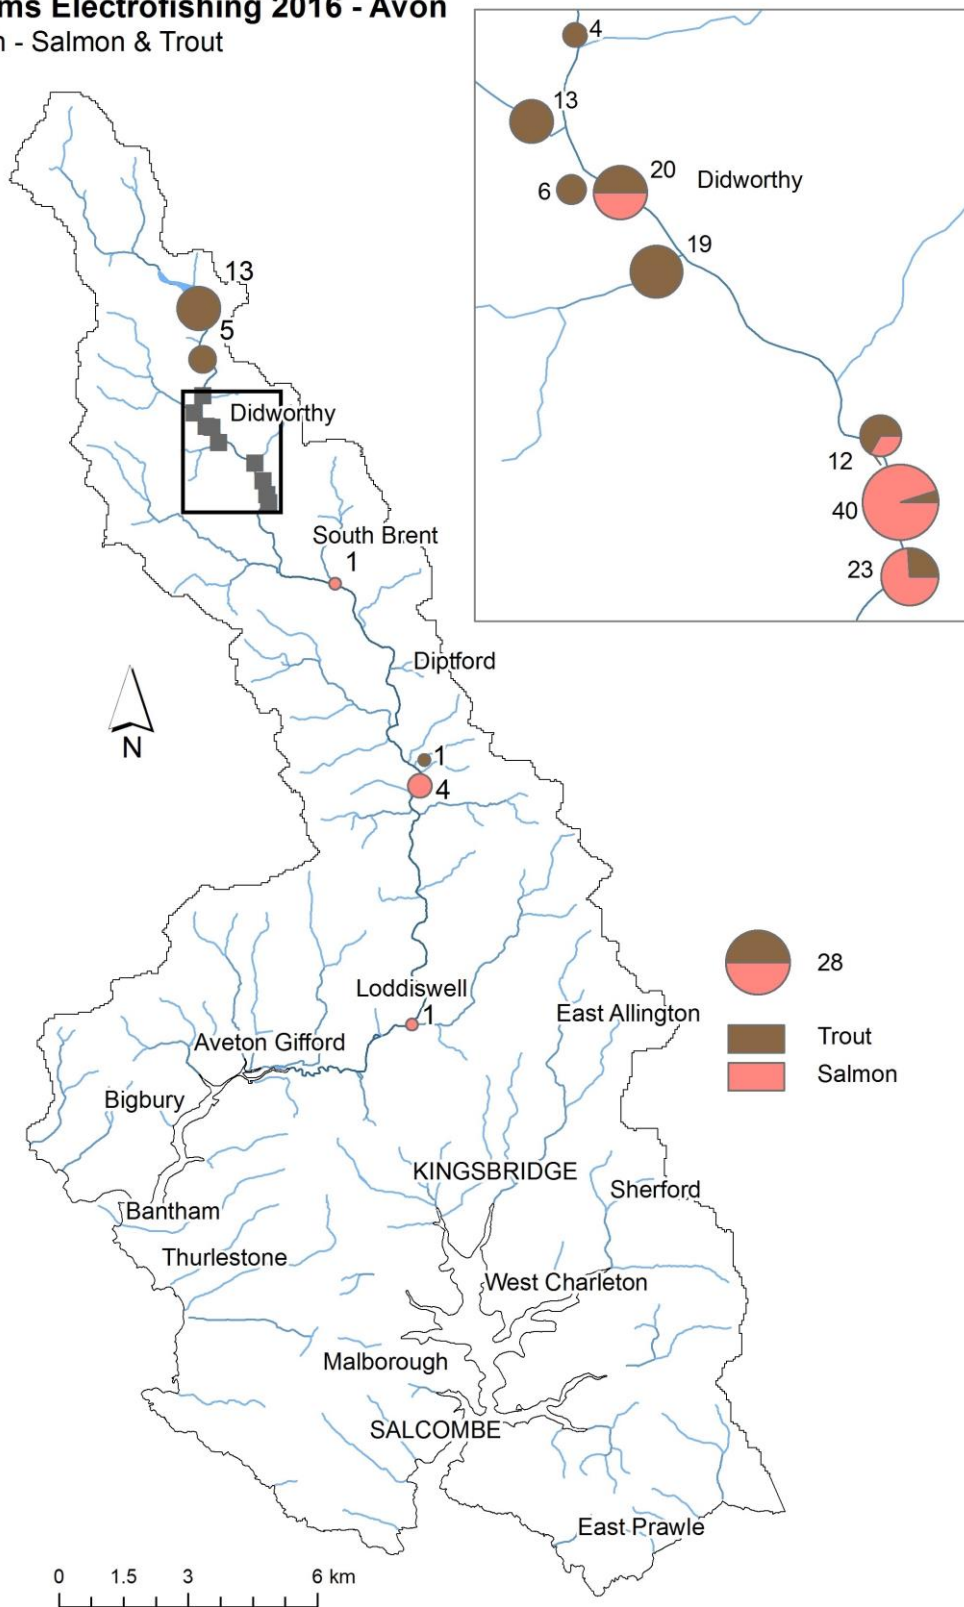 ms Electrofishing 2016 - Avon
n - Salmon & Trout
4
13
20
Didworthy
6
19
12
40
23
13
5
Didworthy
South Brent
1
Diptford
N
1
4
Loddiswell
1
East Allington
Aveton Gifford
Bigbury
28
Trout
Salmon
KINGSBRIDGE
Sherford
Bantham
Thurlestone
West Charleton
Malborough
SALCOMBE
East Prawle
0 1.5 3 6 km